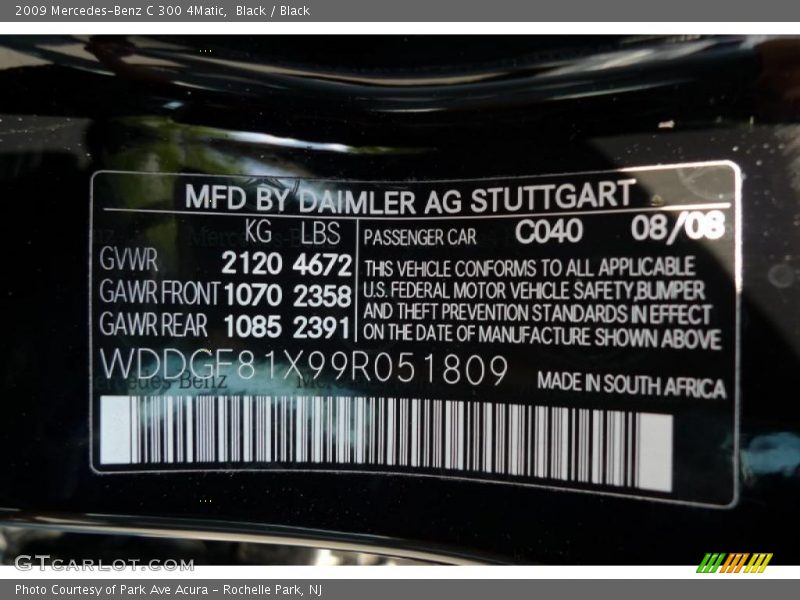 2009 Mercedes-Benz C 300 4Matic, Black / Black
MFD BY DAIMLER AG STUTTGART
KG LBS
GVWR 2120 4672
GAWR FRONT 1070 2358
GAWR REAR 1085 2391
PASSENGER CAR C040 08/08
THIS VEHICLE CONFORMS TO ALL APPLICABLE
U.S. FEDERAL MOTOR VEHICLE SAFETY,BUMPER
AND THEFT PREVENTION STANDARDS IN EFFECT
ON THE DATE OF MANUFACTURE SHOWN ABOVE
WDDGF81X99R051809
MADE IN SOUTH AFRICA
GTCARLOT.COM
Photo Courtesy of Park Ave Acura - Rochelle Park, NJ